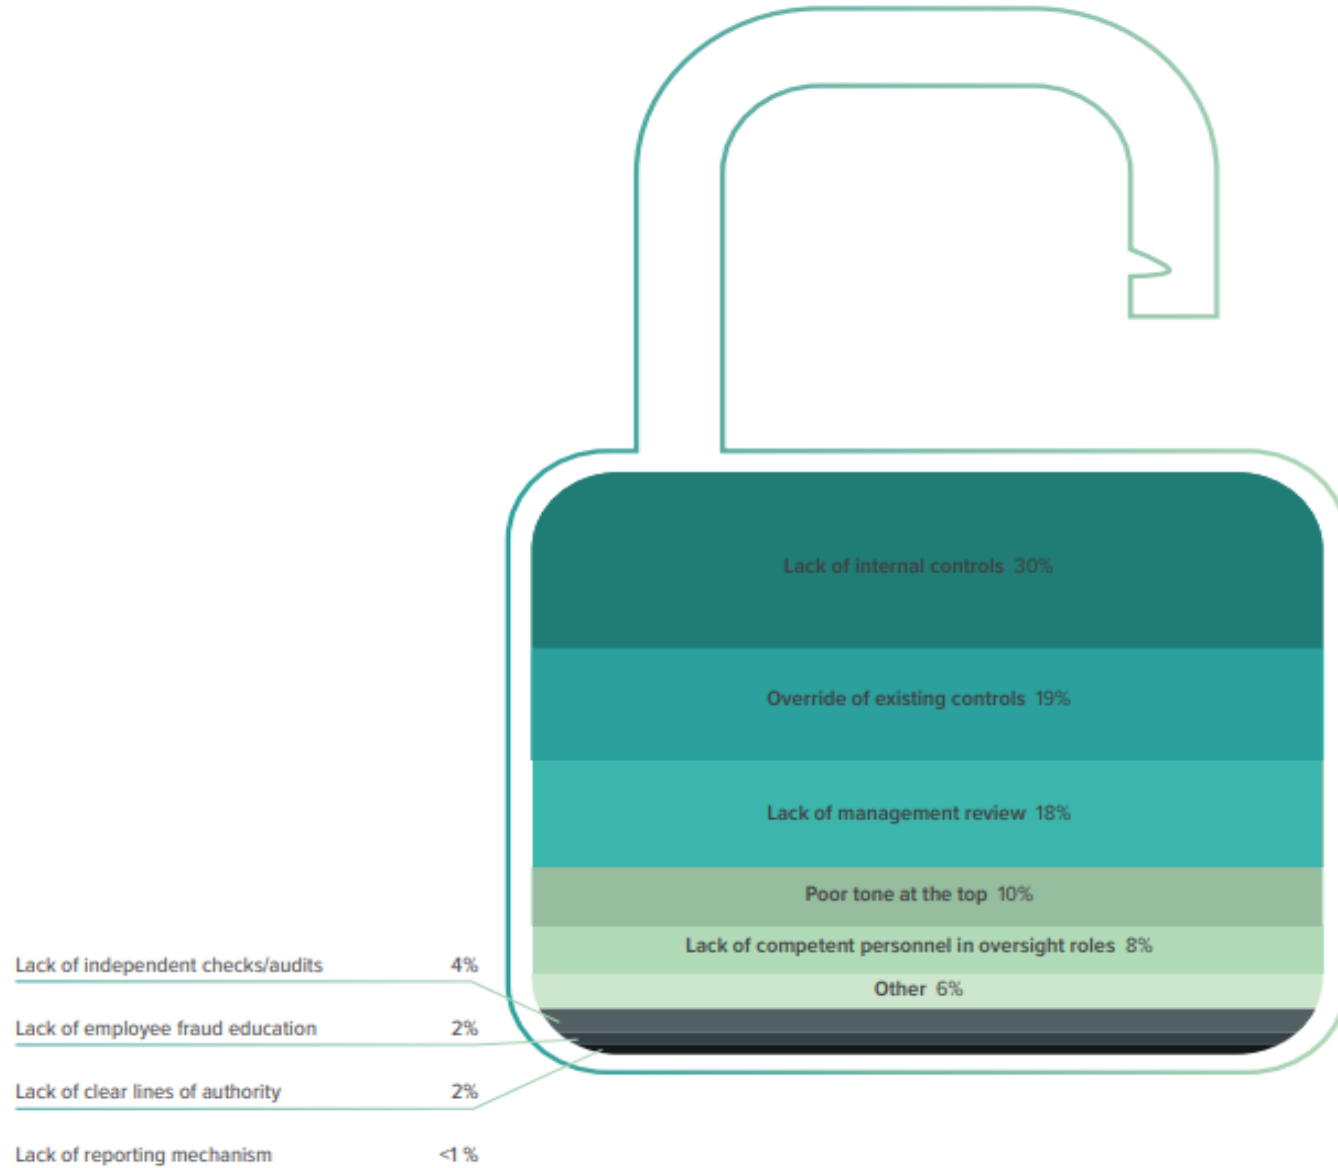 Lack of internal controls 30%
Override of existing controls 19%
Lack of management review 18%
Poor tone at the top 10%
Lack of competent personnel in oversight roles 8%
Other 6%
Lack of independent checks/audits 4%
Lack of employee fraud education 2%
Lack of clear lines of authority 2%
Lack of reporting mechanism <1 %